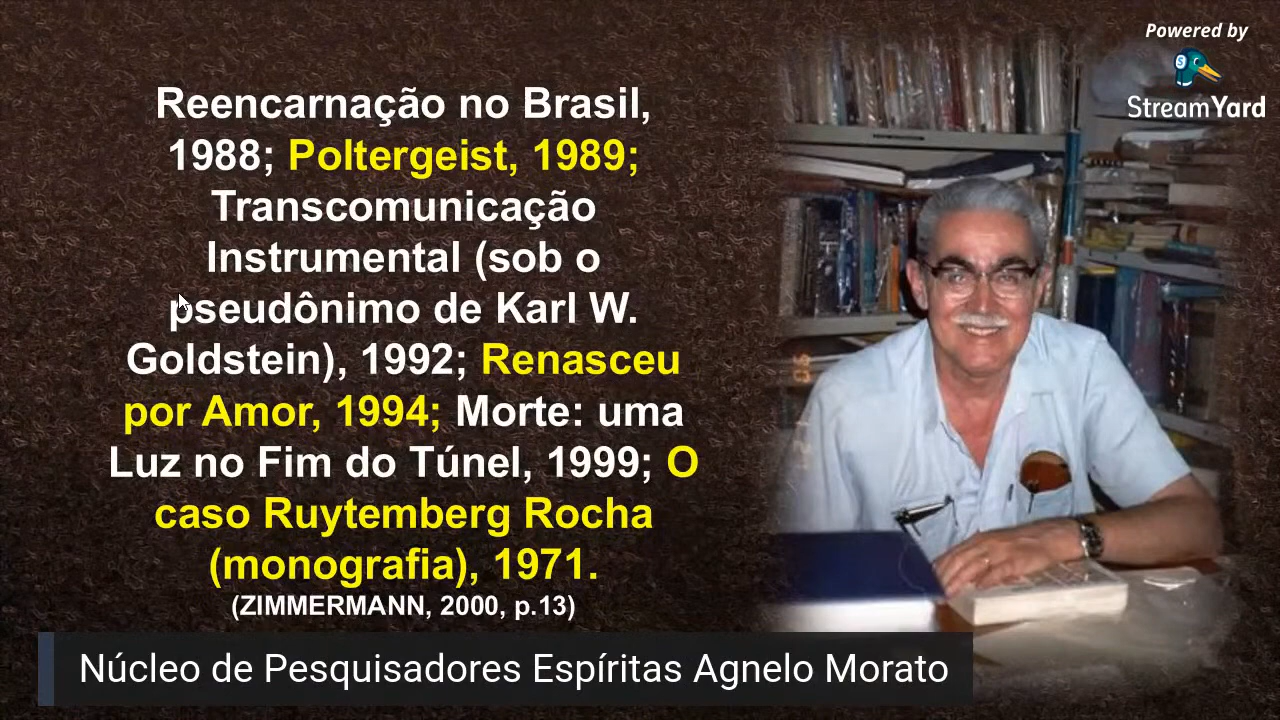 Powered by
StreamYard
Reencarnação no Brasil,
1988; Poltergeist, 1989;
Transcomunicação
Instrumental (sob o
pseudônimo de Karl W.
Goldstein), 1992; Renasceu
por Amor, 1994; Morte: uma
Luz no Fim do Túnel, 1999; O
caso Ruytemberg Rocha
(monografia), 1971.
(ZIMMERMANN, 2000, p.13)
Núcleo de Pesquisadores Espíritas Agnelo Morato